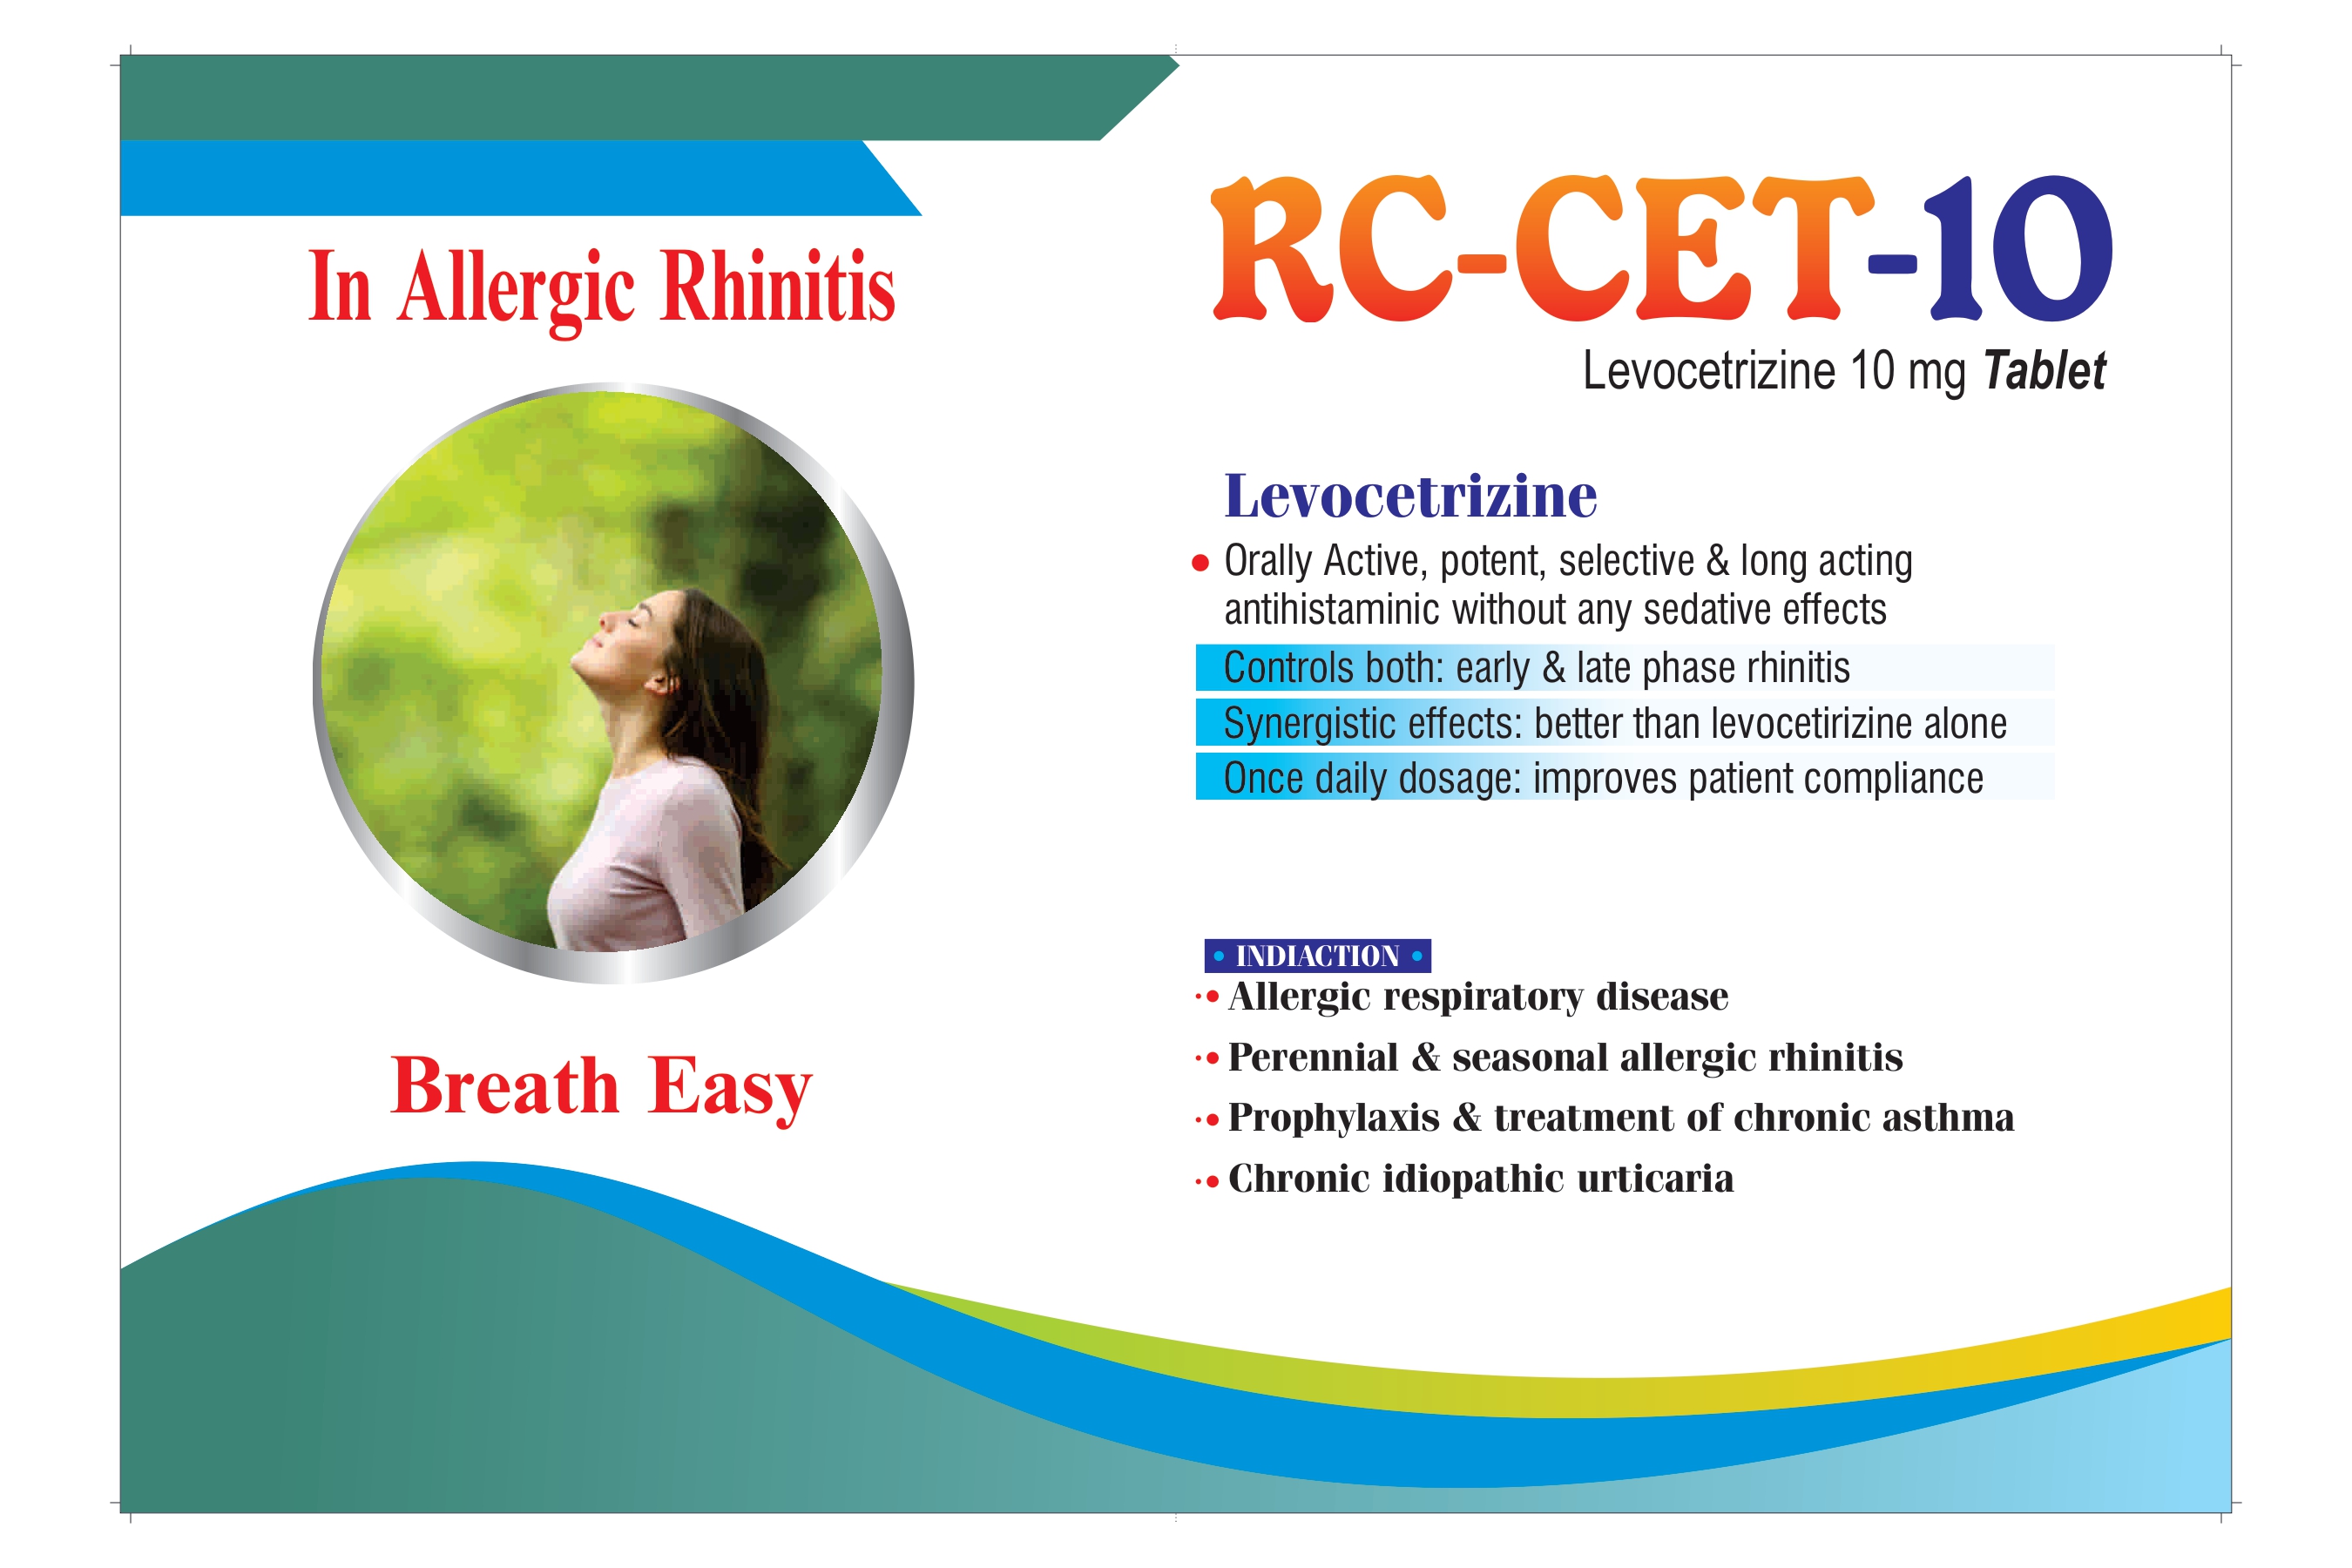 In Allergic Rhinitis
Breath Easy
RC-CET-10
Levocetrizine 10 mg Tablet
Levocetrizine
Orally Active, potent, selective & long acting
antihistaminic without any sedative effects
Controls both: early & late phase rhinitis
Synergistic effects: better than levocetirizine alone
Once daily dosage: improves patient compliance
INDIACTION
Allergic respiratory disease
Perennial & seasonal allergic rhinitis
Prophylaxis & treatment of chronic asthma
Chronic idiopathic urticaria